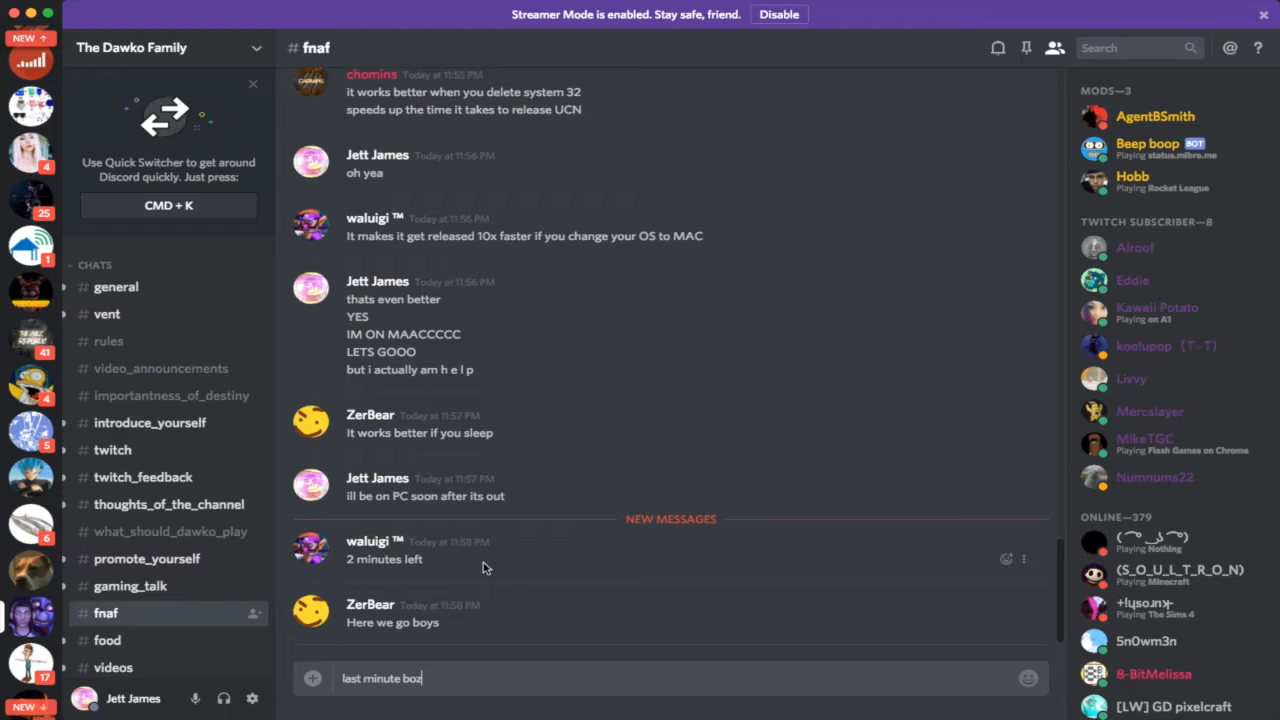 Streamer Mode is enabled. Stay safe, friend.
Disable
NEW ↑
4
25
1
41
4
5
6
17
NEW ↓
The Dawko Family
Use Quick Switcher to get around
Discord quickly. Just press:
CMD + K
CHATS
# general
# vent
# rules
# video_announcements
# importantness_of_destiny
# introduce_yourself
# twitch
# twitch_feedback
# thoughts_of_the_channel
# what_should_dawko_play
# promote_yourself
# gaming_talk
# fnaf
# food
# videos
Jett James
# fnaf
Search
chomins Today at 11:55 PM
it works better when you delete system 32
speeds up the time it takes to release UCN
Jett James Today at 11:56 PM
oh yea
waluigi ™ Today at 11:56 PM
It makes it get released 10x faster if you change your OS to MAC
Jett James Today at 11:56 PM
thats even better
YES
IM ON MAACCCCC
LETS GOOO
but i actually am h e l p
ZerBear Today at 11:57 PM
It works better if you sleep
Jett James Today at 11:57 PM
ill be on PC soon after its out
NEW MESSAGES
waluigi ™ Today at 11:58 PM
2 minutes left
ZerBear Today at 11:58 PM
Here we go boys
last minute boz
MODS—3
AgentBSmith
Beep boop BOT
Playing status.mibro.me
Hobb
Playing Rocket League
TWITCH SUBSCRIBER—8
Alroof
Eddie
Kawaii Potato
Playing on A1
koolupop (T⌣T)
Livvy
Mercslayer
MikeTGC
Playing Flash Games on Chrome
Numnums22
ONLINE—379
( ͡° ͜ʖ ͡°)
Playing Nothing
(S_O_U_L_T_R_O_N)
Playing Minecraft
Playing The Sims 4
5n0wm3n
8-BitMelissa
[LW] GD pixelcraft